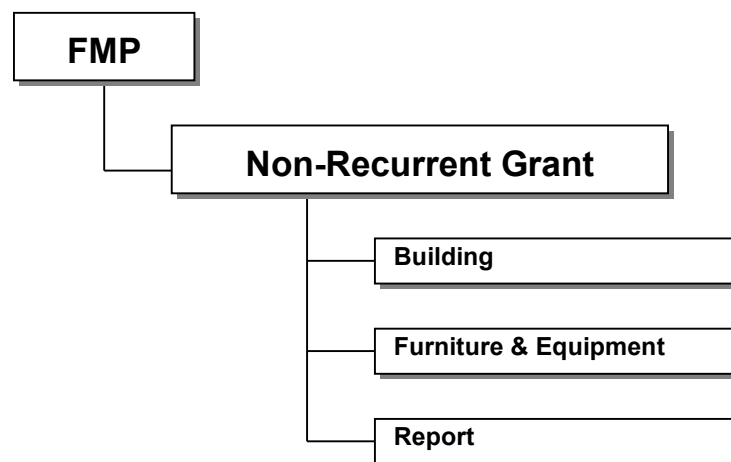 FMP
Non-Recurrent Grant
Building
Furniture & Equipment
Report